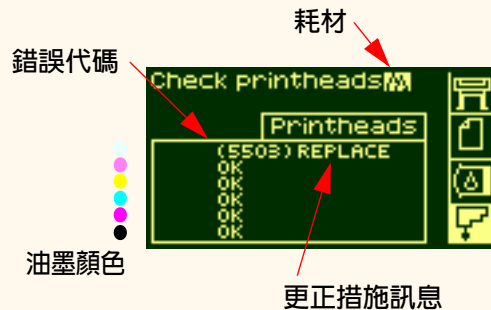 耗材
錯誤代碼
Check printheads
Printheads
(5503) REPLACE
OK
OK
OK
OK
OK
油墨顏色
更正措施訊息